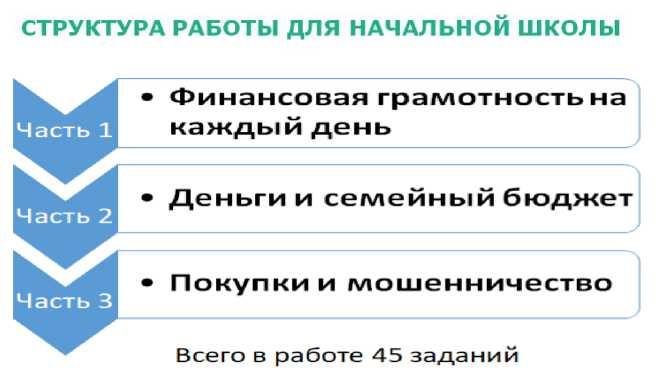 СТРУКТУРА РАБОТЫ ДЛЯ НАЧАЛЬНОЙ ШКОЛЫ
Часть 1
• Финансовая грамотность на
каждый день
Часть 2
• Деньги и семейный бюджет
Часть 3
• Покупки и мошенничество
Всего в работе 45 заданий